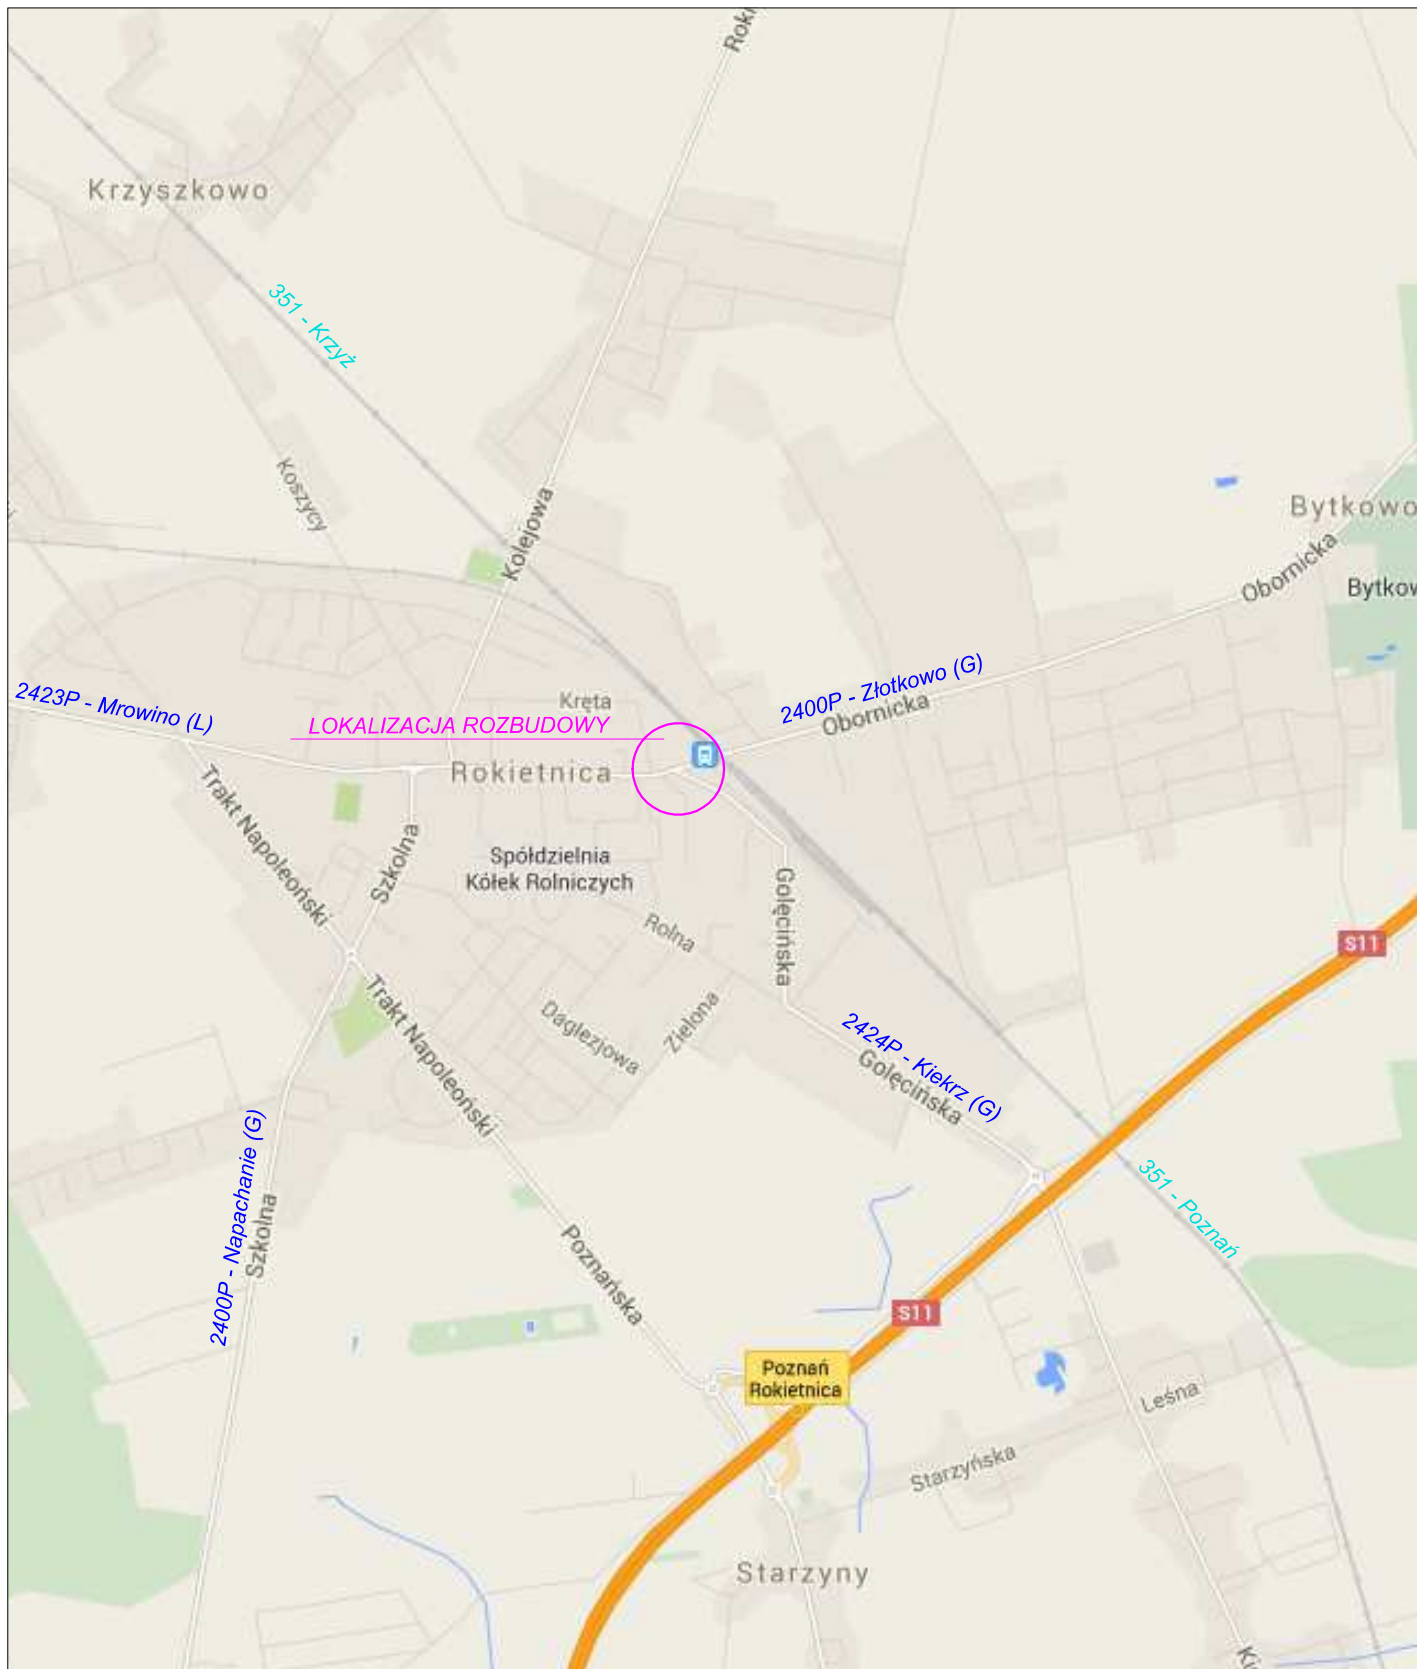 Roki
Krzyszkowo
351 - Krzyż
Koszycy
Kolejowa
Bytkowo
Obornicka
Bytkow
2423P - Mrowino (L)
Kręta
2400P - Złotkowo (G)
Obornicka
LOKALIZACJA ROZBUDOWY
Rokietnica
Trakt Napoleoński
Szkolna
Spółdzielnia
Kółek Rolniczych
Golęcińska
Rolna
S11
Trakt Napoleoński
Daglezjowa
Zielona
2424P - Kiekrz (G)
Golęcińska
2400P - Napachanie (G)
Szkolna
351 - Poznań
Poznańska
S11
Poznań
Rokietnica
Leśna
Starzyńska
Starzyny
Ki